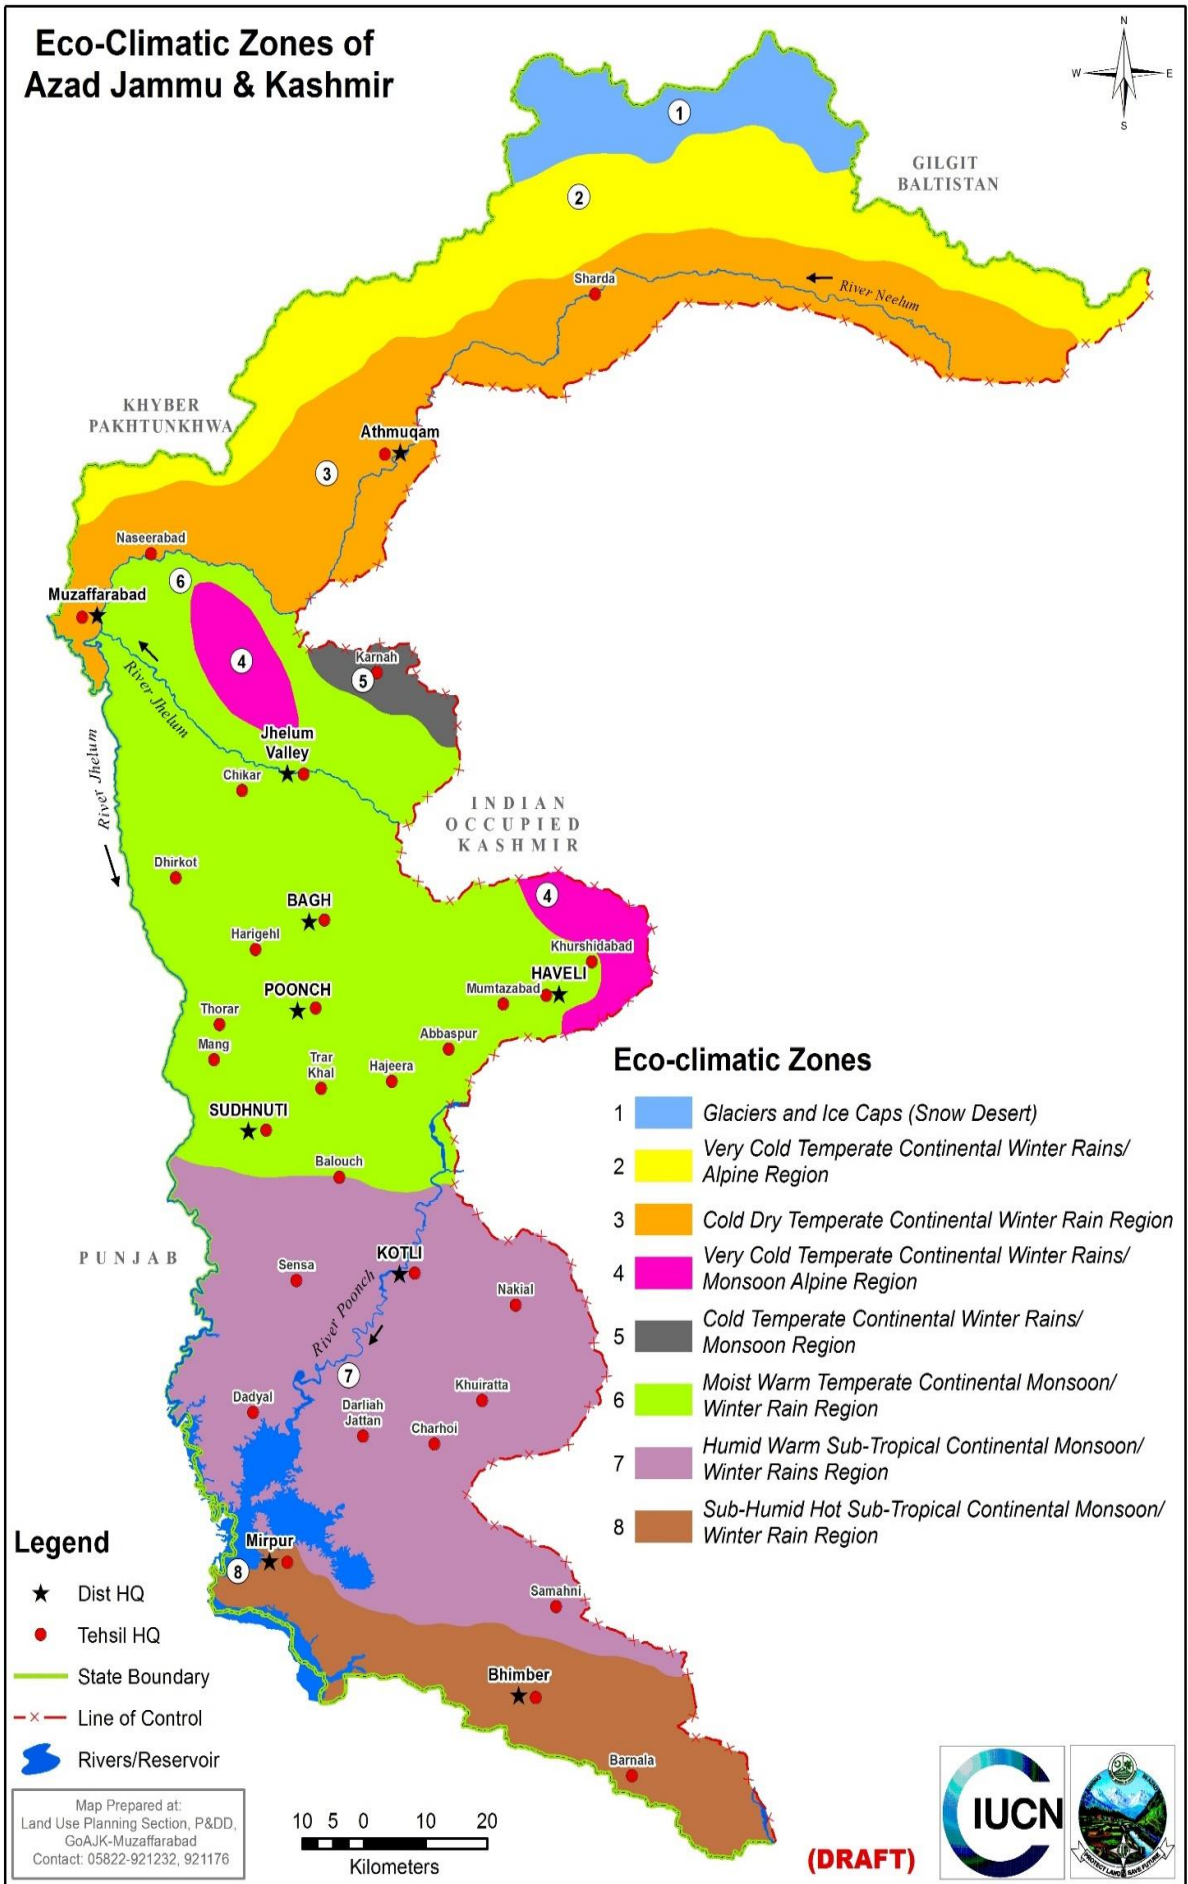 Eco-Climatic Zones of
Azad Jammu & Kashmir
N
W
E
S
1
GILGIT
BALTISTAN
2
Sharda
River Neelum
KHYBER
PAKHTUNKHWA
Athmuqam
3
Naseerabad
6
Muzaffarabad
4
Karnah
5
River Jhelum
Jhelum
Valley
River Jhelum
Chikar
INDIAN
OCCUPIED
KASHMIR
Dhirkot
4
BAGH
Harigehl
Khurshidabad
HAVELI
POONCH
Mumtazabad
Thorar
Abbaspur
Mang
Trar
Khal
Hajeera
SUDHNUTI
Balouch
PUNJAB
KOTLI
Sensa
Nakial
River Poonch
7
Khuiratta
Dadyal
Darliah
Jattan
Charhoi
Mirpur
8
Samahni
Bhimber
Barnala
Eco-climatic Zones
1 Glaciers and Ice Caps (Snow Desert)
2 Very Cold Temperate Continental Winter Rains/
Alpine Region
3 Cold Dry Temperate Continental Winter Rain Region
4 Very Cold Temperate Continental Winter Rains/
Monsoon Alpine Region
5 Cold Temperate Continental Winter Rains/
Monsoon Region
6 Moist Warm Temperate Continental Monsoon/
Winter Rain Region
7 Humid Warm Sub-Tropical Continental Monsoon/
Winter Rains Region
8 Sub-Humid Hot Sub-Tropical Continental Monsoon/
Winter Rain Region
Legend
Dist HQ
Tehsil HQ
State Boundary
Line of Control
Rivers/Reservoir
Map Prepared at:
Land Use Planning Section, P&DD,
GoAJK-Muzaffarabad
Contact: 05822-921232, 921176
10 5 0 10 20
Kilometers
(DRAFT)
IUCN
PROTECT LAND SAVE FUTURE